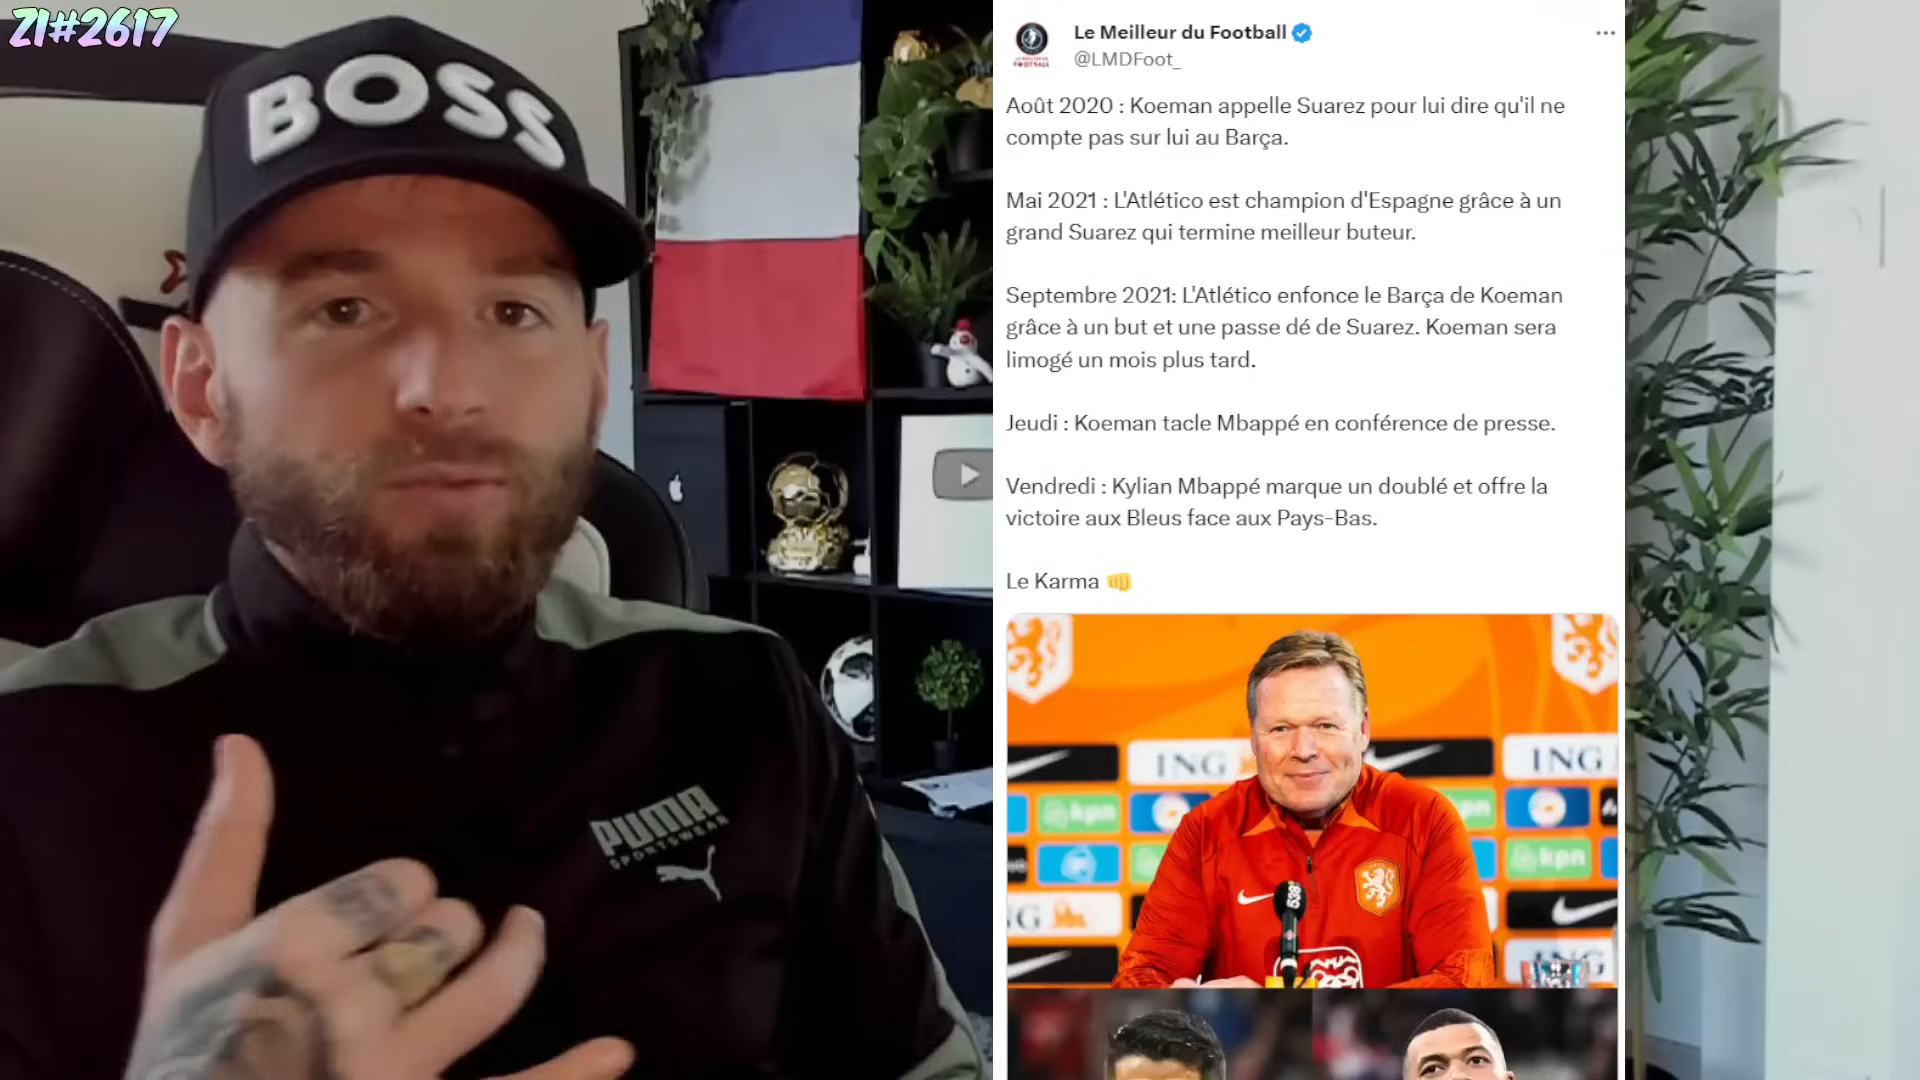 ZI#2617
BOSS
PUMA
SPORTSWEAR
Le Meilleur du Football
@LMDFoot_
Août 2020 : Koeman appelle Suarez pour lui dire qu'il ne
compte pas sur lui au Barça.
Mai 2021 : L'Atlético est champion d'Espagne grâce à un
grand Suarez qui termine meilleur buteur.
Septembre 2021: L'Atlético enfonce le Barça de Koeman
grâce à un but et une passe dé de Suarez. Koeman sera
limogé un mois plus tard.
Jeudi : Koeman tacle Mbappé en conférence de presse.
Vendredi : Kylian Mbappé marque un doublé et offre la
victoire aux Bleus face aux Pays-Bas.
Le Karma 👊
ING
ING
kpn
kpn
538
kpn
NG
ING